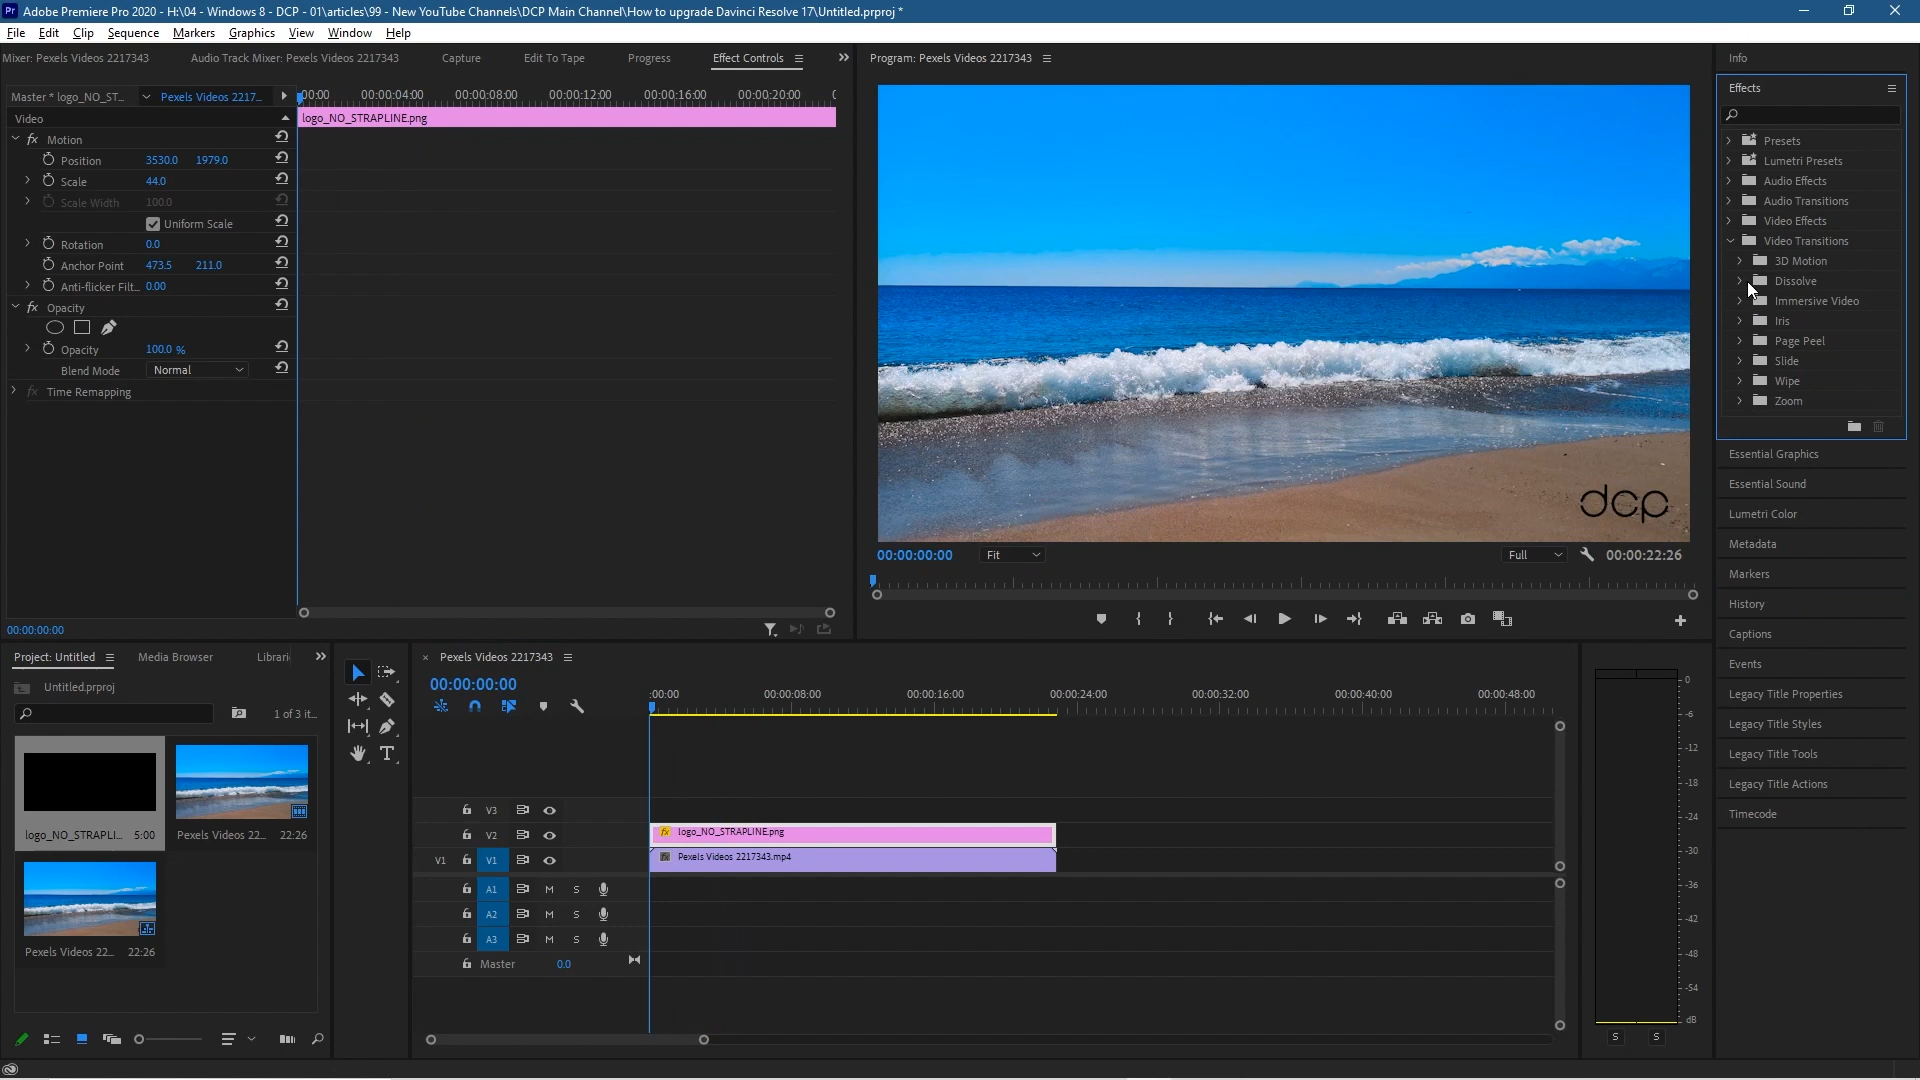 Pr Adobe Premiere Pro 2020 - H:\04 - Windows 8 - DCP - 01\articles\99 - New YouTube Channels\DCP Main Channel\How to upgrade Davinci Resolve 17\Untitled.prproj *
File Edit Clip Sequence Markers Graphics View Window Help
Mixer: Pexels Videos 2217343 Audio Track Mixer: Pexels Videos 2217343 Capture Edit To Tape Progress Effect Controls
Master * logo_NO_ST... Pexels Videos 2217...
:00:00 00:00:04:00 00:00:08:00 00:00:12:00 00:00:16:00 00:00:20:00
Video
logo_NO_STRAPLINE.png
fx Motion
Position 3530.0 1979.0
Scale 44.0
Scale Width 100.0
Uniform Scale
Rotation 0.0
Anchor Point 473.5 211.0
Anti-flicker Filt... 0.00
fx Opacity
Opacity 100.0 %
Blend Mode Normal
fx Time Remapping
00:00:00:00
Program: Pexels Videos 2217343
dcp
00:00:00:00 Fit Full 00:00:22:26
Info
Effects
Presets
Lumetri Presets
Audio Effects
Audio Transitions
Video Effects
Video Transitions
3D Motion
Dissolve
Immersive Video
Iris
Page Peel
Slide
Wipe
Zoom
Essential Graphics
Essential Sound
Lumetri Color
Metadata
Markers
History
Captions
Events
Legacy Title Properties
Legacy Title Styles
Legacy Title Tools
Legacy Title Actions
Timecode
Project: Untitled Media Browser Librari
Untitled.prproj
1 of 3 it...
logo_NO_STRAPLI... 5:00
Pexels Videos 22... 22:26
Pexels Videos 22... 22:26
T
× Pexels Videos 2217343
00:00:00:00
:00:00 00:00:08:00 00:00:16:00 00:00:24:00 00:00:32:00 00:00:40:00 00:00:48:00
V3
V2 fx logo_NO_STRAPLINE.png
V1 V1 fx Pexels Videos 2217343.mp4
A1 M S
A2 M S
A3 M S
Master 0.0
0
-6
-12
-18
-24
-30
-36
-42
-48
-54
dB
S S